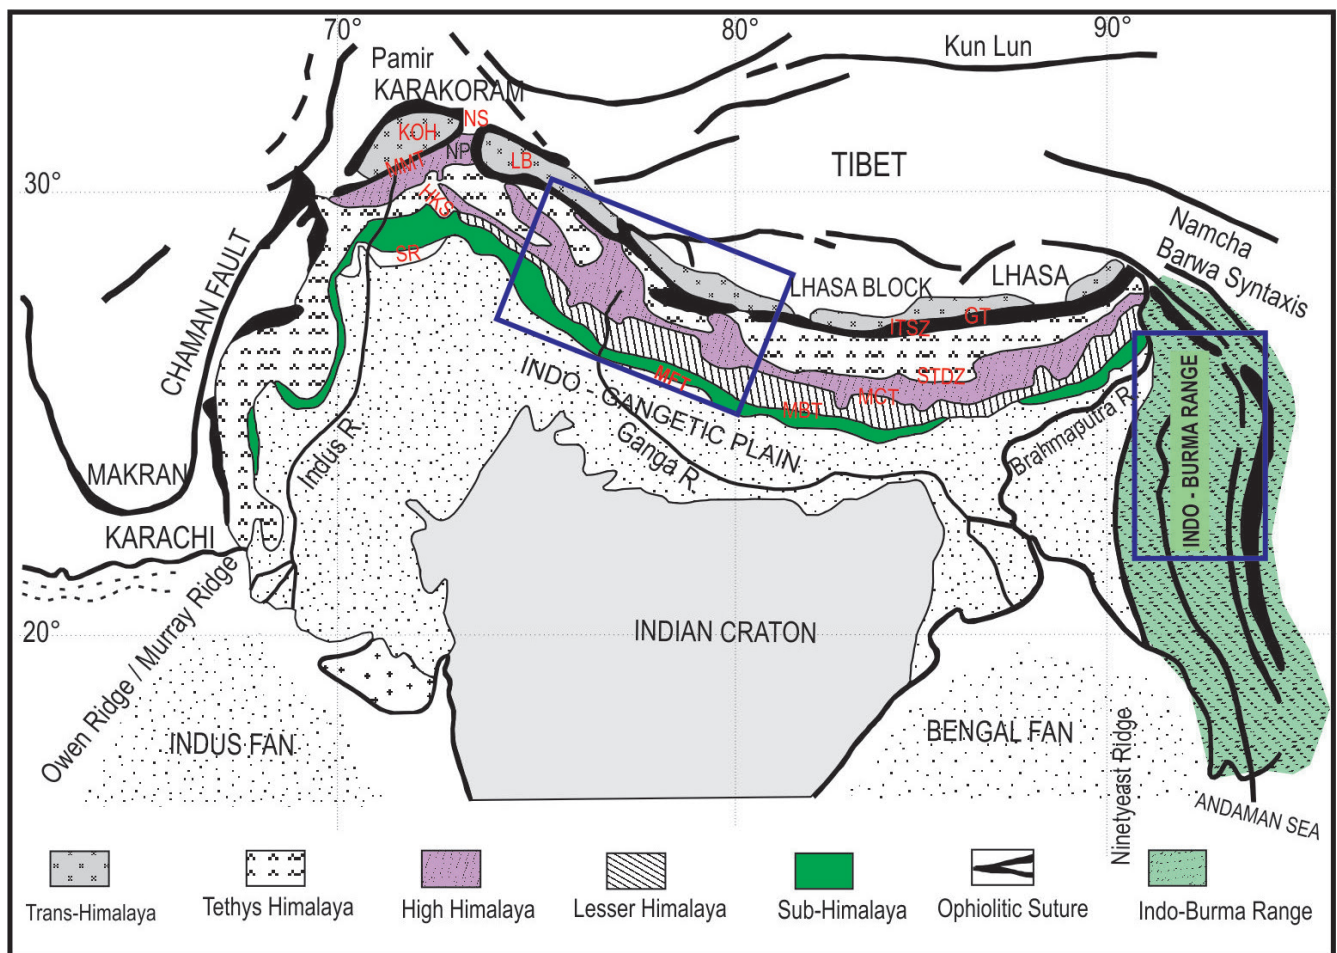 70°
80°
90°
Pamir
Kun Lun
KARAKORAM
NS
KOH
NP
LB
MMT
TIBET
30°
HKS
Namcha
Barwa Syntaxis
SR
CHAMAN FAULT
LHASA BLOCK
LHASA
ITSZ
GT
INDO - GANGETIC PLAIN
MFT
STDZ
MBT
MCT
Ganga R.
Brahmaputra R.
INDO - BURMA RANGE
Indus R.
MAKRAN
KARACHI
20°
INDIAN CRATON
Owen Ridge / Murray Ridge
INDUS FAN
BENGAL FAN
Ninetyeast Ridge
ANDAMAN SEA
Trans-Himalaya
Tethys Himalaya
High Himalaya
Lesser Himalaya
Sub-Himalaya
Ophiolitic Suture
Indo-Burma Range